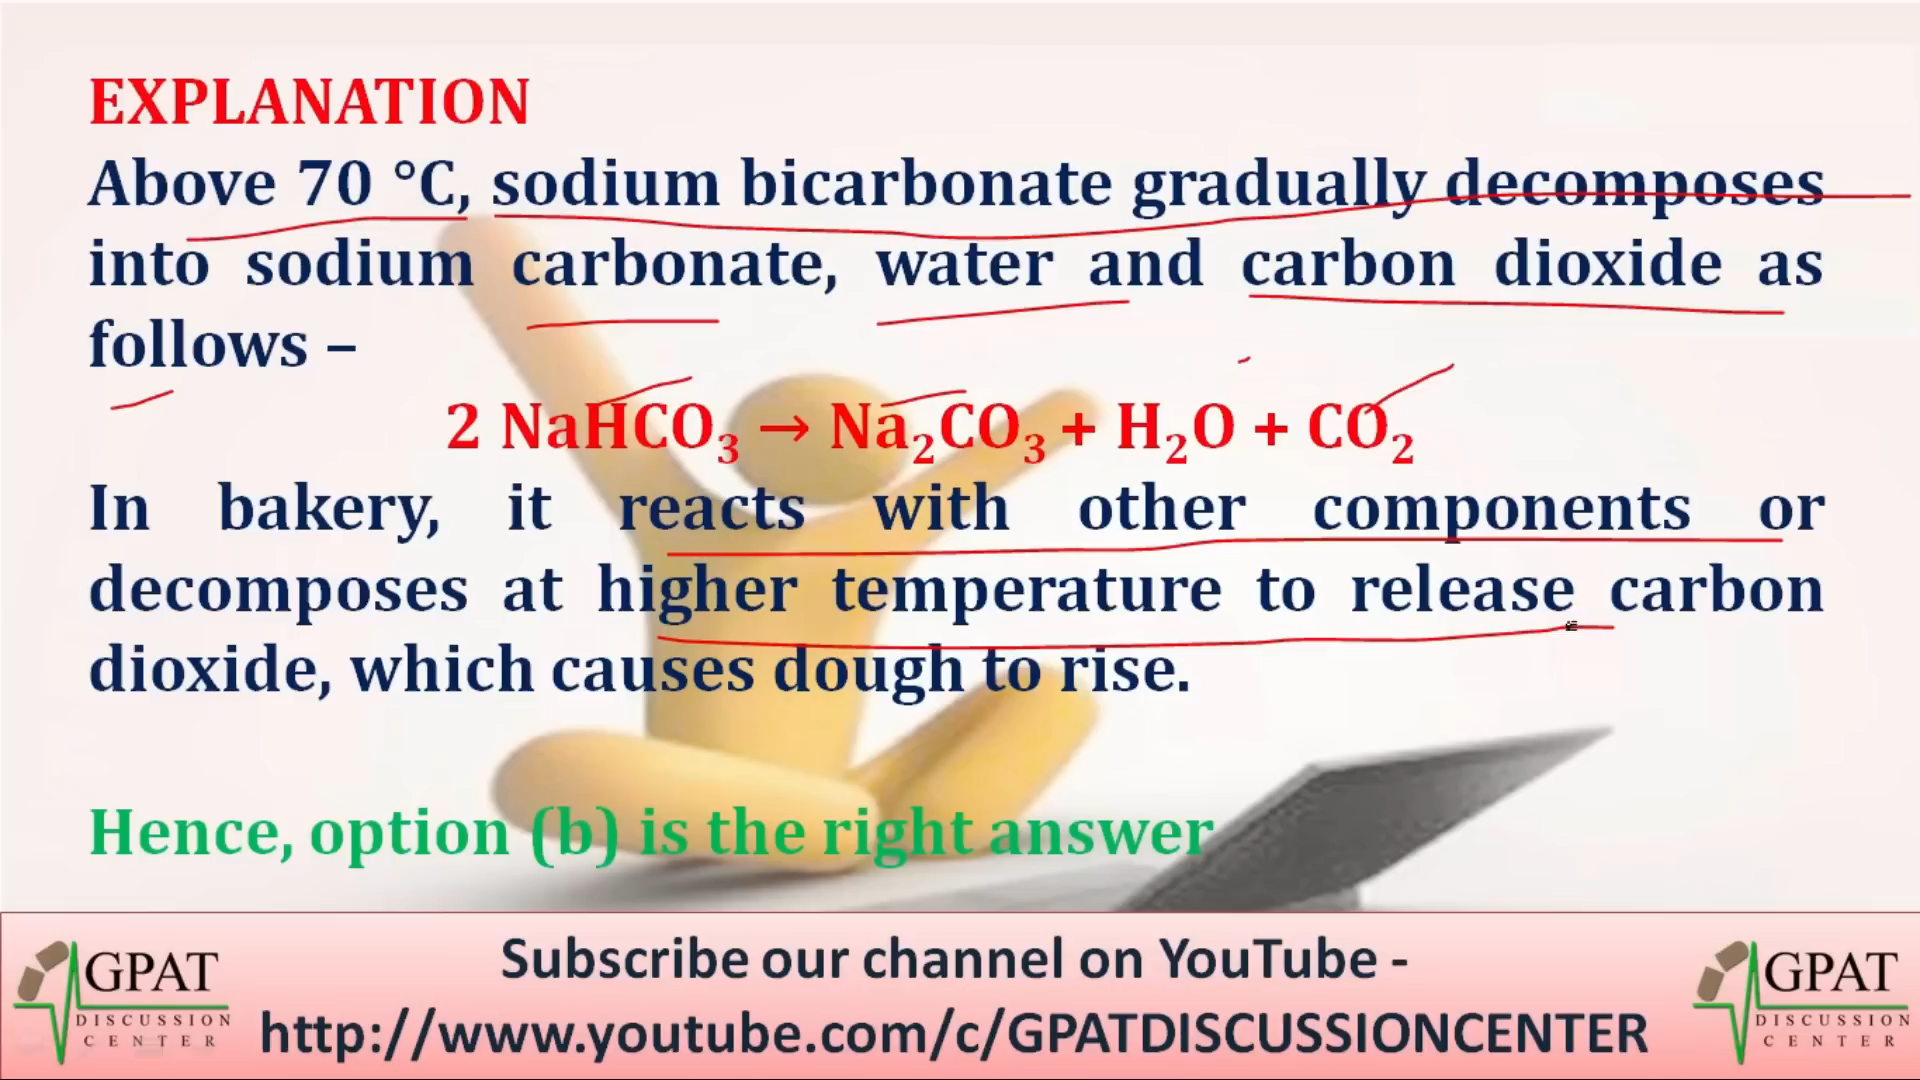 EXPLANATION
Above 70 °C, sodium bicarbonate gradually decomposes
into sodium carbonate, water and carbon dioxide as
follows –
2 NaHCO₃ → Na₂CO₃ + H₂O + CO₂
In bakery, it reacts with other components or
decomposes at higher temperature to release carbon
dioxide, which causes dough to rise.
Hence, option (b) is the right answer
GPAT
DISCUSSION
CENTER
Subscribe our channel on YouTube -
http://www.youtube.com/c/GPATDISCUSSIONCENTER
GPAT
DISCUSSION
CENTER